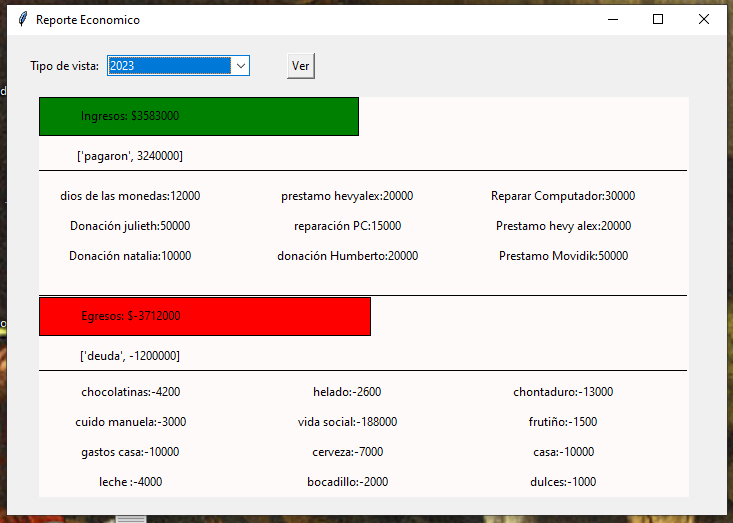 Reporte Economico
Tipo de vista: 2023 Ver
Ingresos: $3583000
['pagaron', 3240000]
dios de las monedas:12000 prestamo hevyalex:20000 Reparar Computador:30000
Donación julieth:50000 reparación PC:15000 Prestamo hevy alex:20000
Donación natalia:10000 donación Humberto:20000 Prestamo Movidik:50000
Egresos: $-3712000
['deuda', -1200000]
chocolatinas:-4200 helado:-2600 chontaduro:-13000
cuido manuela:-3000 vida social:-188000 frutiño:-1500
gastos casa:-10000 cerveza:-7000 casa:-10000
leche :-4000 bocadillo:-2000 dulces:-1000